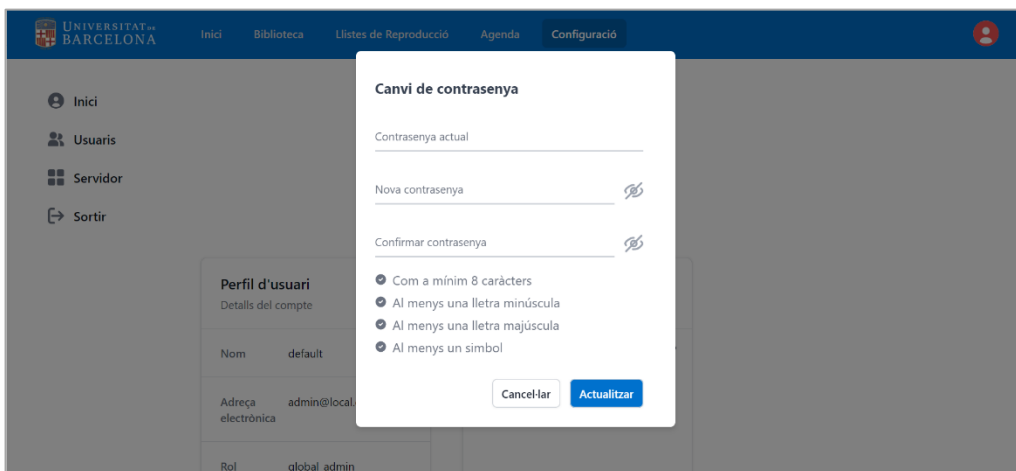 UNIVERSITAT DE
BARCELONA
Inici
Biblioteca
Llistes de Reproducció
Agenda
Configuració
Inici
Usuaris
Servidor
Sortir
Canvi de contrasenya
Contrasenya actual
Nova contrasenya
Confirmar contrasenya
Com a mínim 8 caràcters
Al menys una lletra minúscula
Al menys una lletra majúscula
Al menys un simbol
Cancel·lar
Actualitzar
Perfil d'usuari
Detalls del compte
Nom
default
Adreça
electrònica
admin@local.
Rol
global_admin